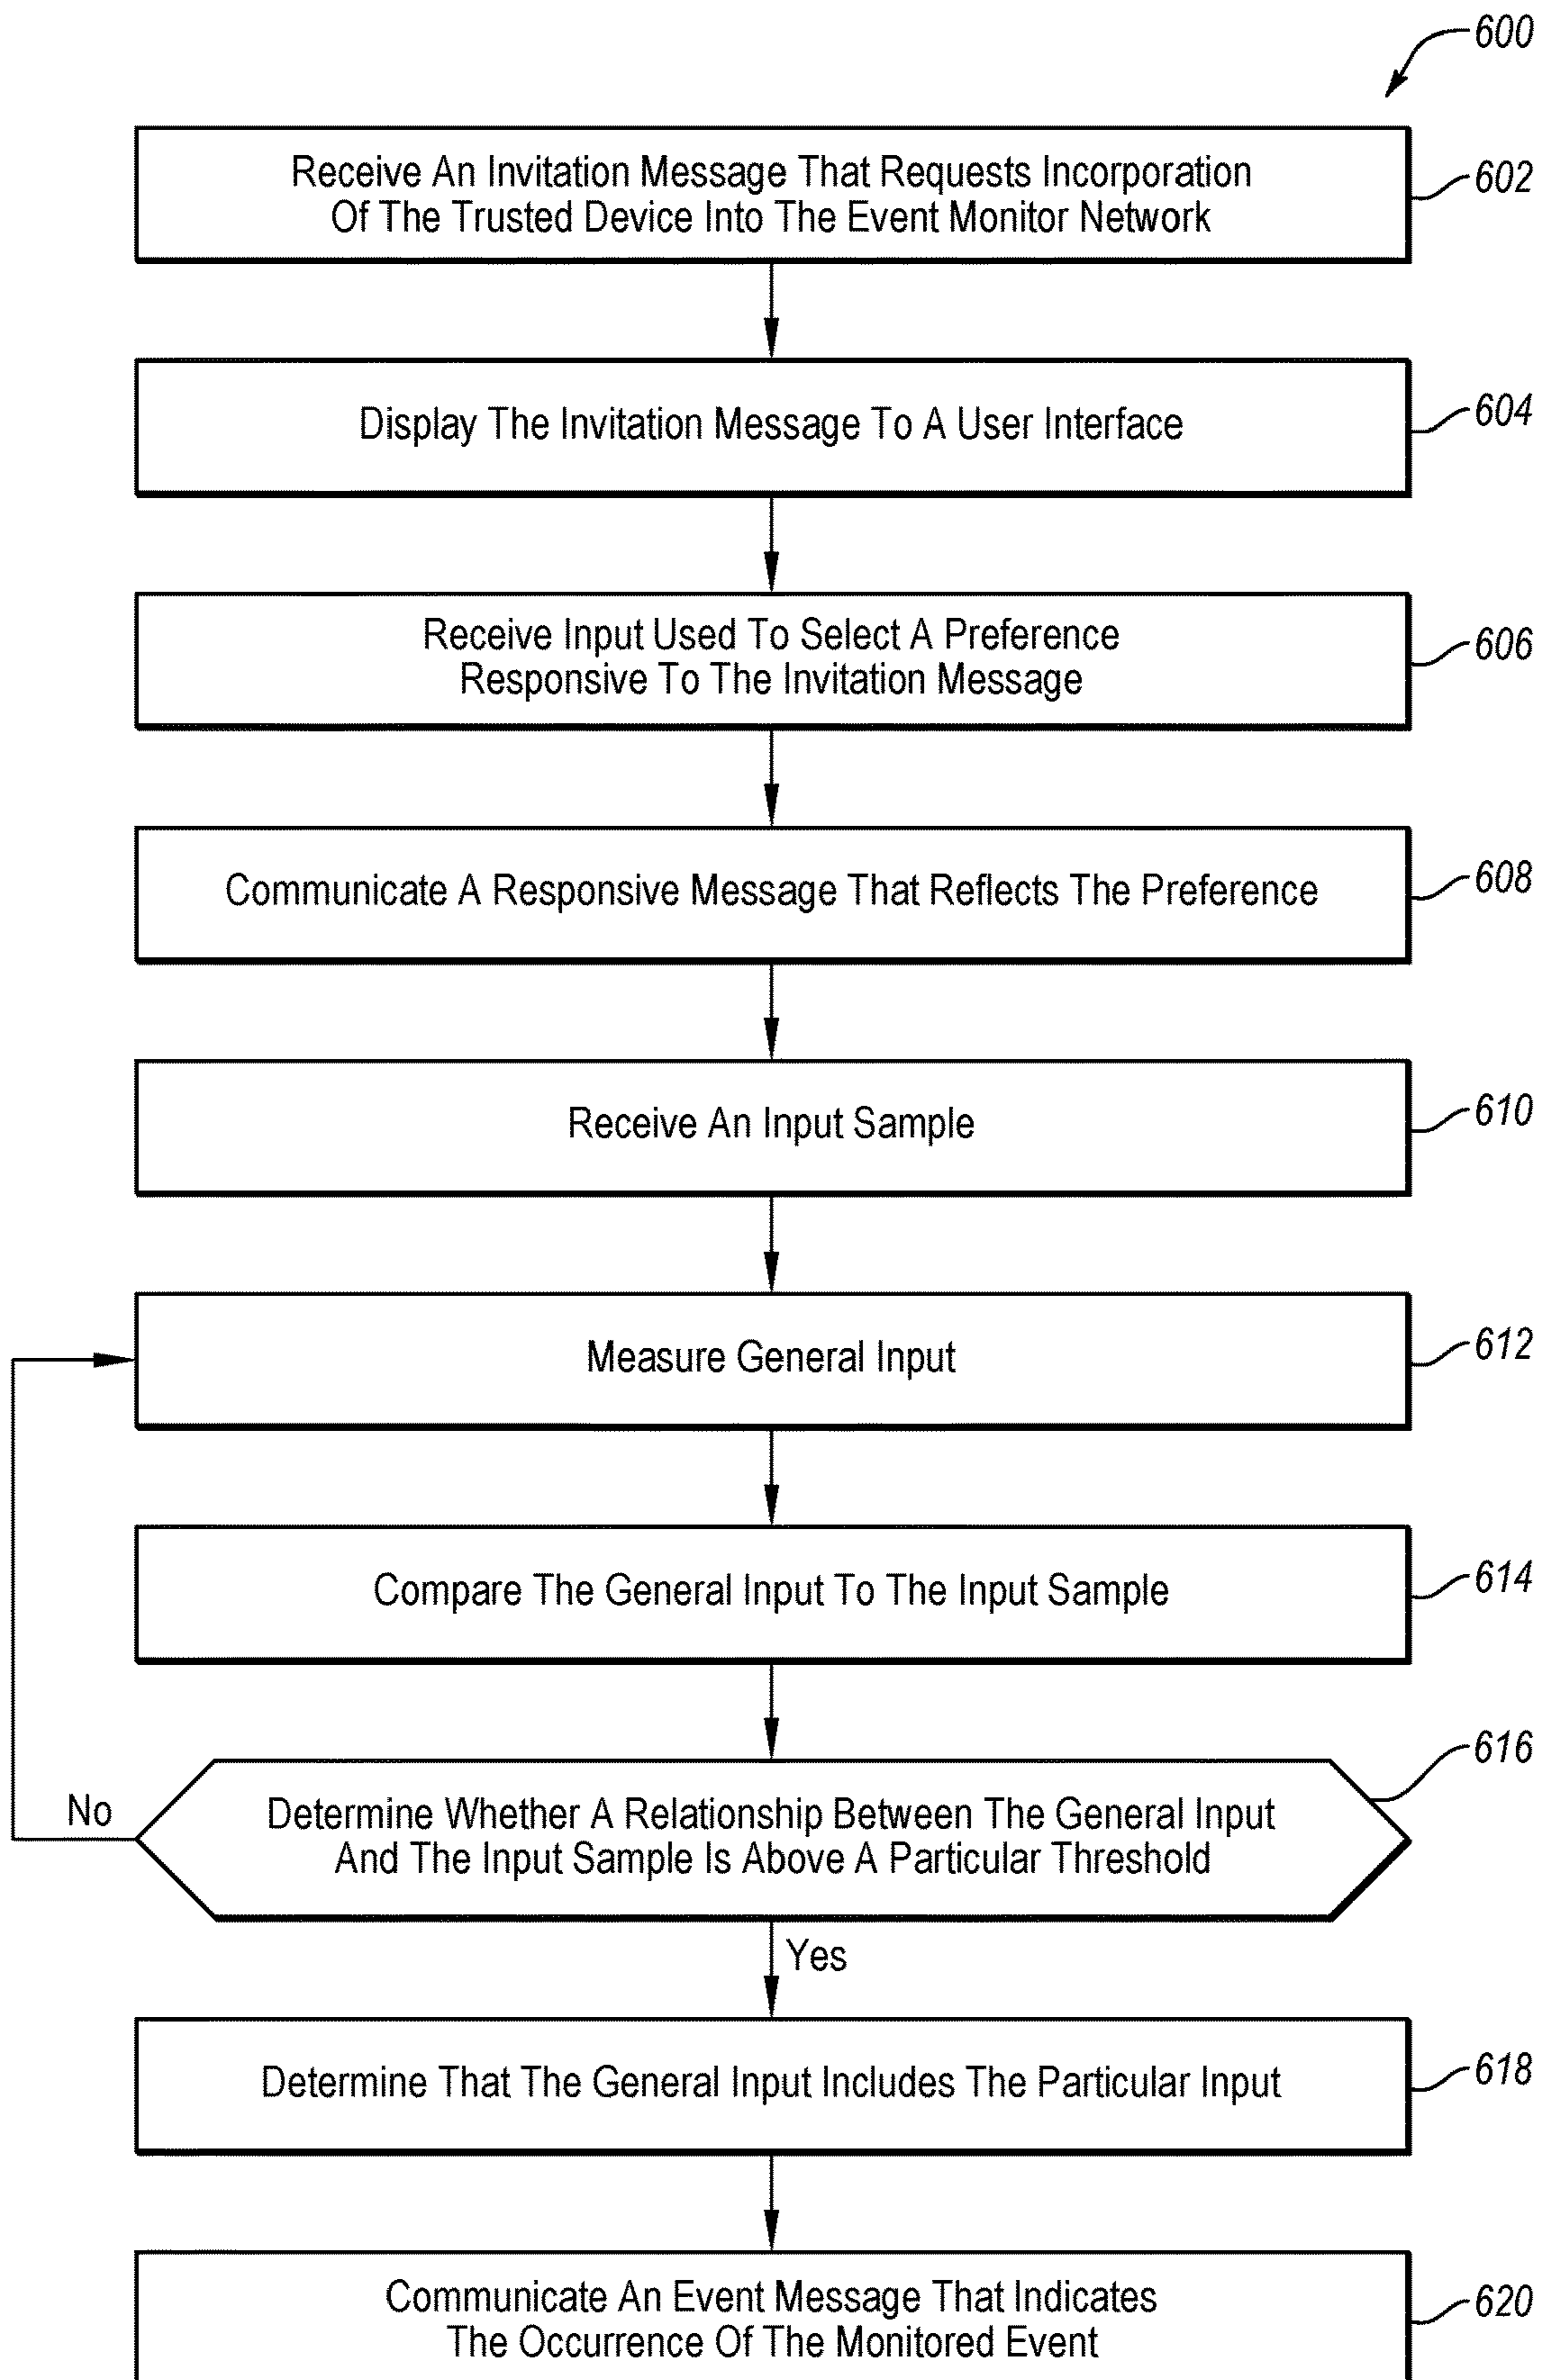 600
Receive An Invitation Message That Requests Incorporation
Of The Trusted Device Into The Event Monitor Network
602
Display The Invitation Message To A User Interface
604
Receive Input Used To Select A Preference
Responsive To The Invitation Message
606
Communicate A Responsive Message That Reflects The Preference
608
Receive An Input Sample
610
Measure General Input
612
Compare The General Input To The Input Sample
614
Determine Whether A Relationship Between The General Input
And The Input Sample Is Above A Particular Threshold
616
No
Yes
Determine That The General Input Includes The Particular Input
618
Communicate An Event Message That Indicates
The Occurrence Of The Monitored Event
620